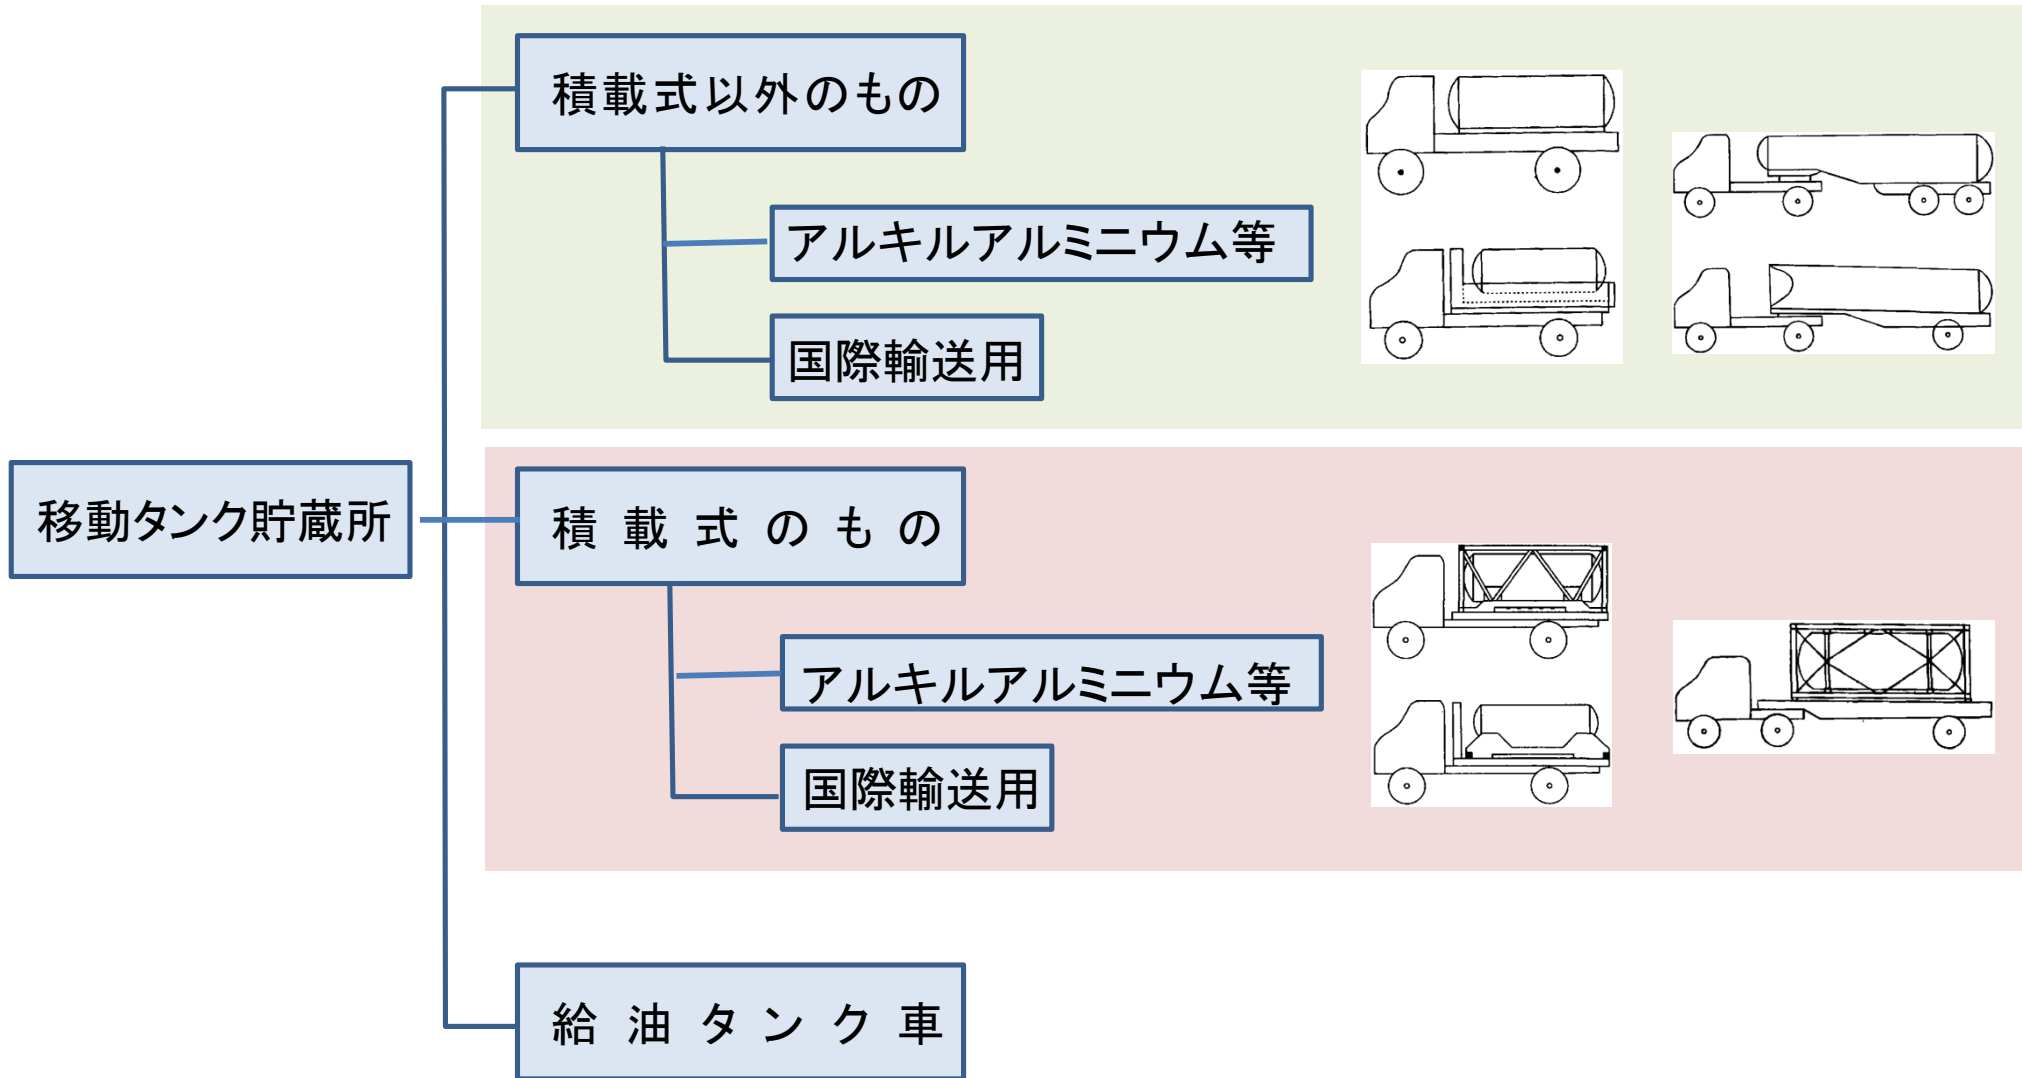 積載式以外のもの
アルキルアルミニウム等
国際輸送用
移動タンク貯蔵所
積載式のもの
アルキルアルミニウム等
国際輸送用
給油タンク車